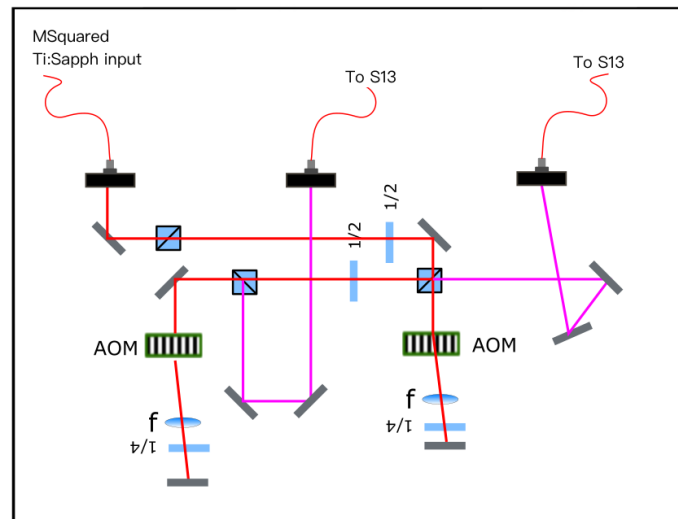 MSquared
Ti:Sapph input
To S13
To S13
1/2
1/2
AOM
AOM
f
f
1/4
1/4